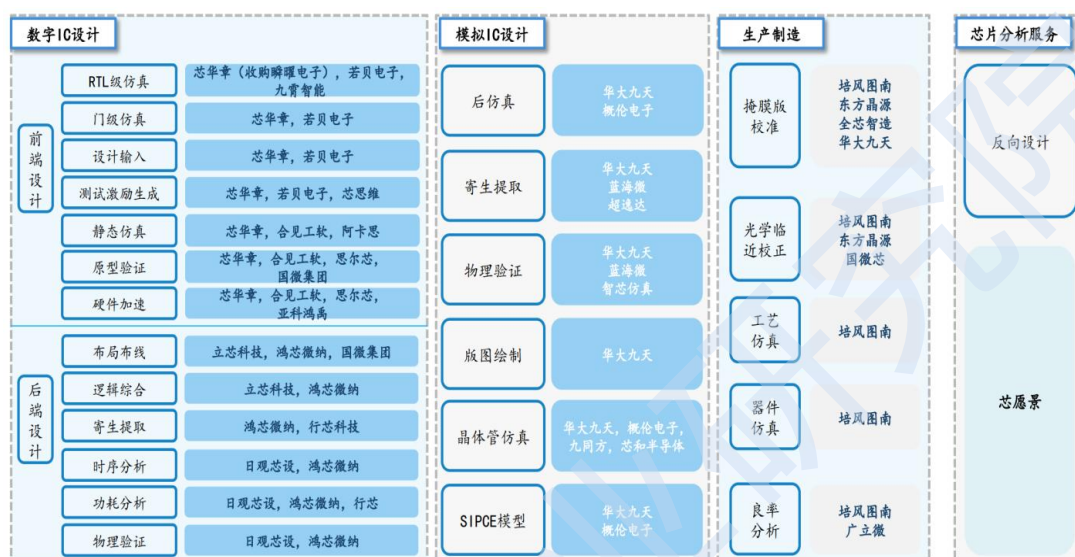 数字IC设计
前端设计
RTL级仿真
芯华章（收购瞬曜电子），若贝电子，
九霄智能
门级仿真
芯华章，若贝电子
设计输入
芯华章，若贝电子
测试激励生成
芯华章，若贝电子，芯思维
静态仿真
芯华章，合见工软，阿卡思
原型验证
芯华章，合见工软，思尔芯，
国微集团
硬件加速
芯华章，合见工软，思尔芯，
亚科鸿禹
后端设计
布局布线
立芯科技，鸿芯微纳，国微集团
逻辑综合
立芯科技，鸿芯微纳
寄生提取
鸿芯微纳，行芯科技
时序分析
日观芯设，鸿芯微纳
功耗分析
日观芯设，鸿芯微纳，行芯
物理验证
日观芯设，鸿芯微纳
模拟IC设计
后仿真
华大九天
概伦电子
寄生提取
华大九天
蓝海微
超逸达
物理验证
华大九天
蓝海微
智芯仿真
版图绘制
华大九天
晶体管仿真
华大九天，概伦电子，
九同方，芯和半导体
SIPCE模型
华大九天
概伦电子
生产制造
掩膜版
校准
培风图南
东方晶源
全芯智造
华大九天
光学临
近校正
培风图南
东方晶源
国微芯
工艺
仿真
培风图南
器件
仿真
培风图南
良率
分析
培风图南
广立微
芯片分析服务
反向设计
芯愿景
业研究院